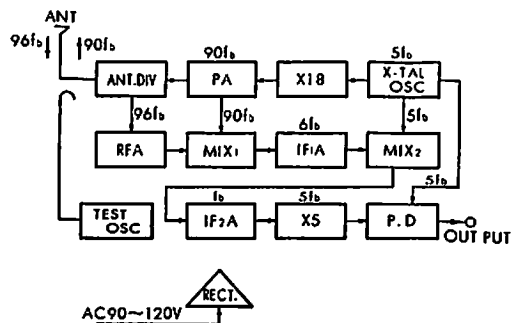 ANT
96fb 90fb
90fb 5fb
ANT.DIV PA X18 X-TAL OSC
96fb 90fb 6fb 5fb
RFA MIX1 IF1A MIX2
fb 5fb 5fb
TEST OSC IF2A X5 P.D
OUT PUT
RECT.
AC90~120V